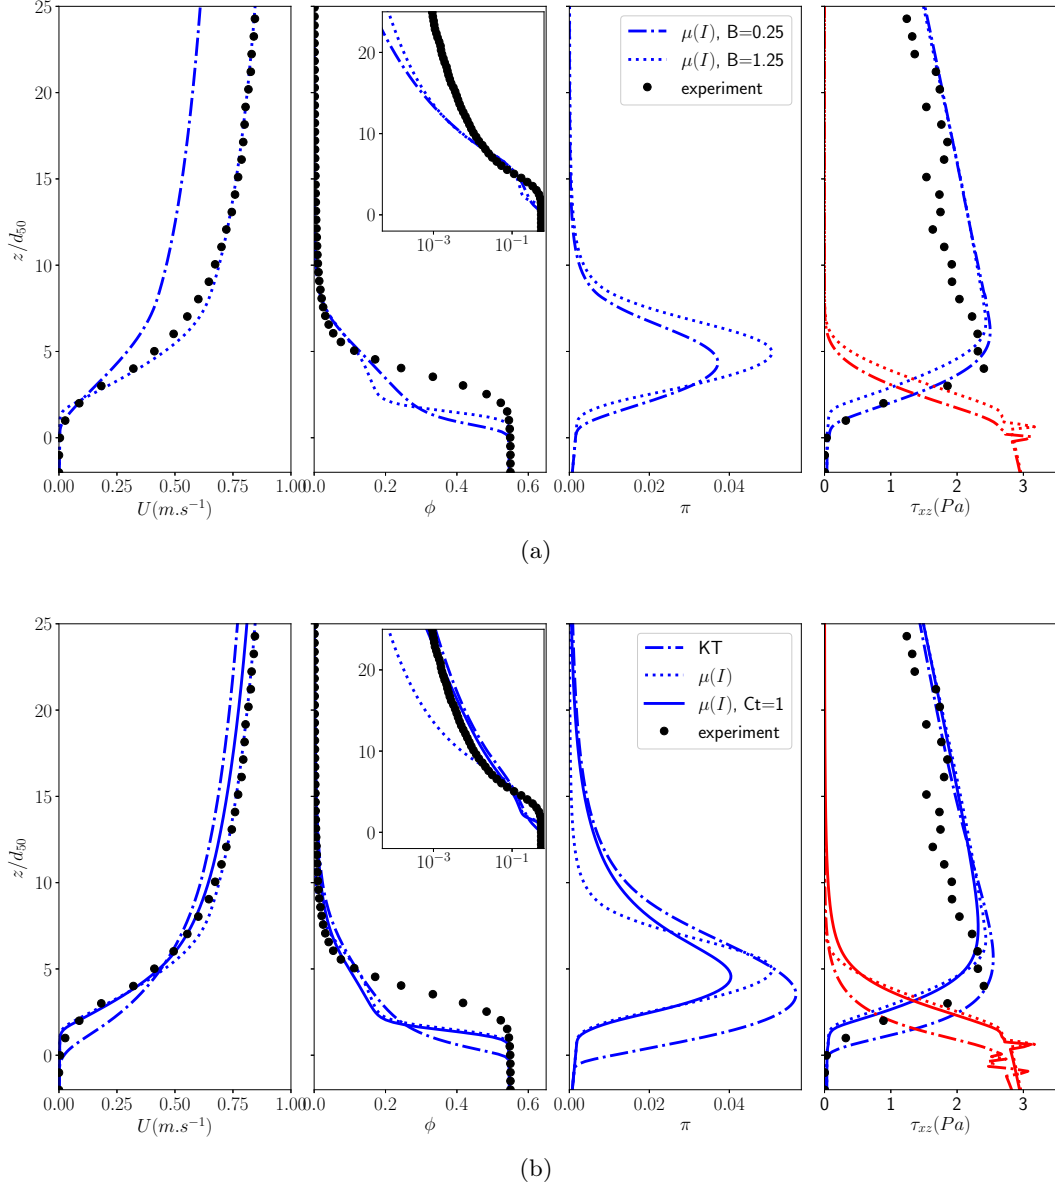 25
20
15
10
5
0
z/d₅₀
0.00 0.25 0.50 0.75 1.00
U(m.s⁻¹)
20
10
0
10⁻³ 10⁻¹
0.0 0.2 0.4 0.6
ϕ
μ(I), B=0.25
μ(I), B=1.25
experiment
0.00 0.02 0.04
π
0 1 2 3
τₓ𝓏(Pa)
(a)
25
20
15
10
5
0
z/d₅₀
0.00 0.25 0.50 0.75 1.00
U(m.s⁻¹)
20
10
0
10⁻³ 10⁻¹
0.0 0.2 0.4 0.6
ϕ
KT
μ(I)
μ(I), Ct=1
experiment
0.00 0.02 0.04
π
0 1 2 3
τₓ𝓏(Pa)
(b)